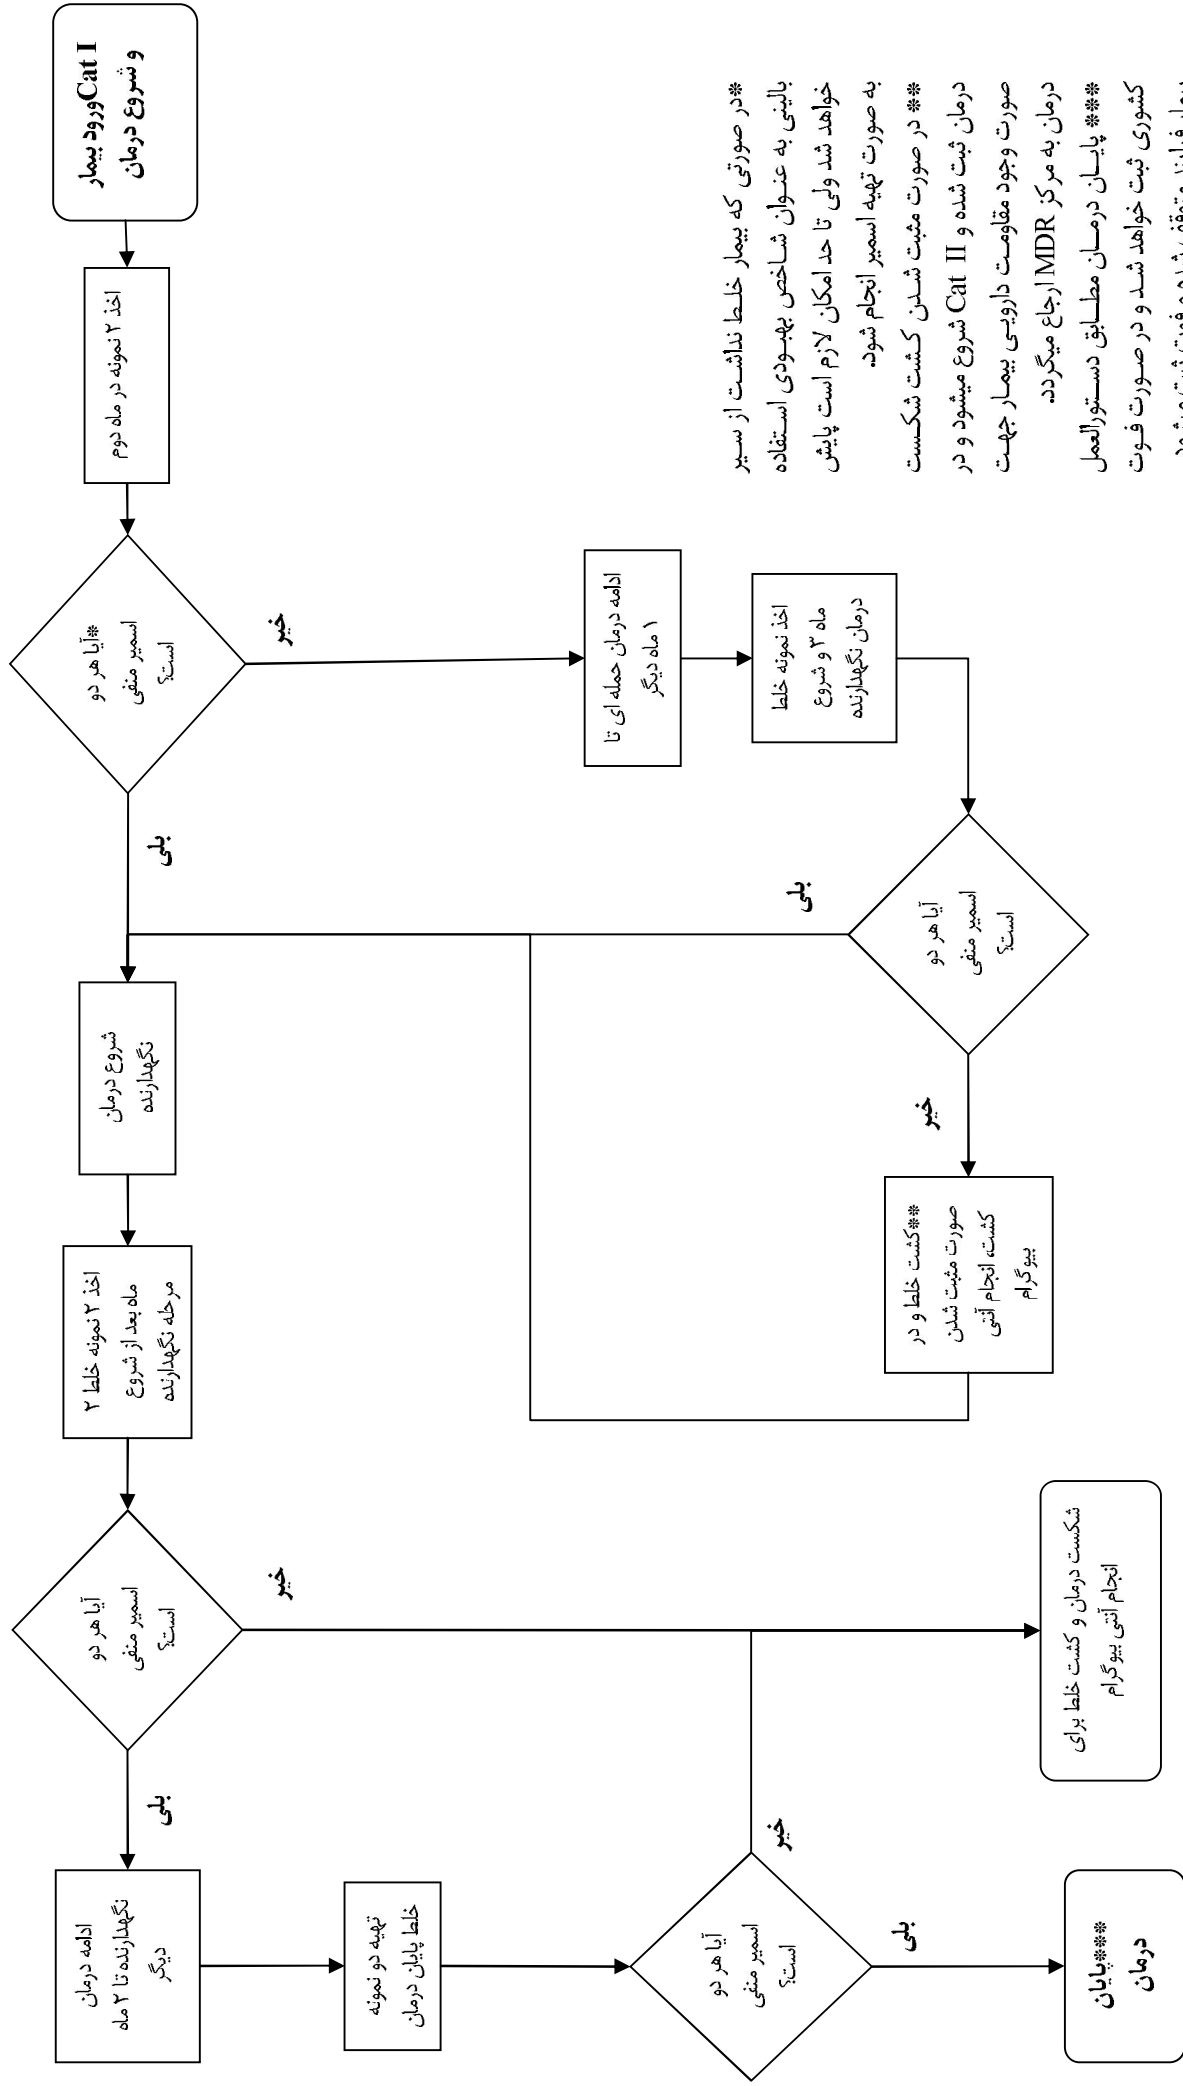 ورود بیمار Cat I
و شروع درمان
اخذ ۲ نمونه در ماه دوم
*آیا هر دو
اسمیر منفی
است؟
خیر
بلی
ادامه درمان حمله ای تا
۱ ماه دیگر
اخذ نمونه خلط
ماه ۳ و شروع
درمان نگهدارنده
آیا هر دو
اسمیر منفی
است؟
بلی
خیر
**کشت خلط و در
صورت مثبت شدن
کشت، انجام آنتی
بیوگرام
شروع درمان
نگهدارنده
اخذ ۲ نمونه خلط ۲
ماه بعد از شروع
مرحله نگهدارنده
آیا هر دو
اسمیر منفی
است؟
خیر
بلی
شکست درمان و کشت خلط برای
انجام آنتی بیوگرام
ادامه درمان
نگهدارنده تا ۲ ماه
دیگر
تهیه دو نمونه
خلط پایان درمان
آیا هر دو
اسمیر منفی
است؟
خیر
بلی
***پایان
درمان
*در صورتی که بیمار خلط نداشت از سیر
بالینی به عنوان شاخص بهبودی استفاده
خواهد شد ولی تا حد امکان لازم است پایش
به صورت تهیه اسمیر انجام شود.
** در صورت مثبت شدن کشت شکست
درمان ثبت شده و Cat II شروع میشود و در
صورت وجود مقاومت دارویی بیمار جهت
درمان به مرکز MDR ارجاع میگردد.
*** پایان درمان مطابق دستورالعمل
کشوری ثبت خواهد شد و در صورت فوت